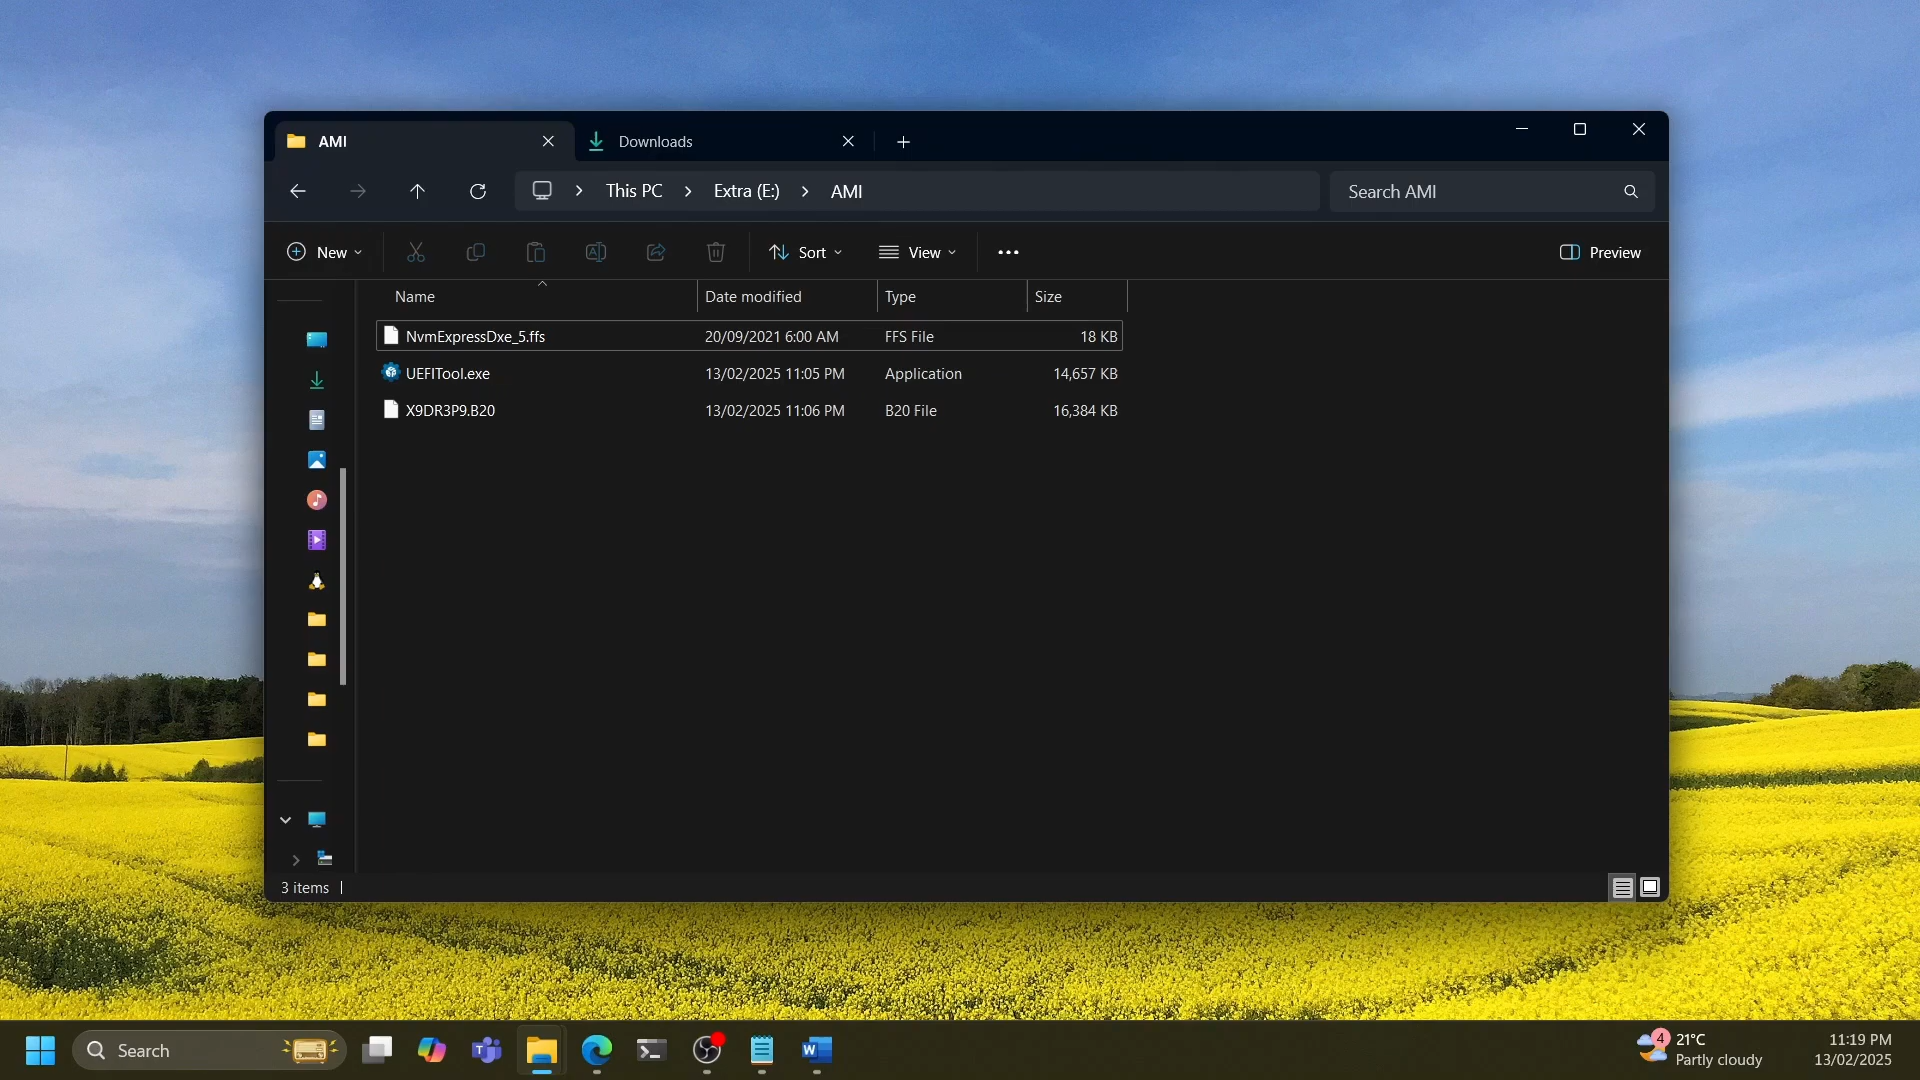 AMI
Downloads
This PC
Extra (E:)
AMI
Search AMI
New
Sort
View
Preview
Name
Date modified
Type
Size
NvmExpressDxe_5.ffs 20/09/2021 6:00 AM FFS File 18 KB
UEFITool.exe 13/02/2025 11:05 PM Application 14,657 KB
X9DR3P9.B20 13/02/2025 11:06 PM B20 File 16,384 KB
3 items
Search
4
21°C
Partly cloudy
11:19 PM
13/02/2025